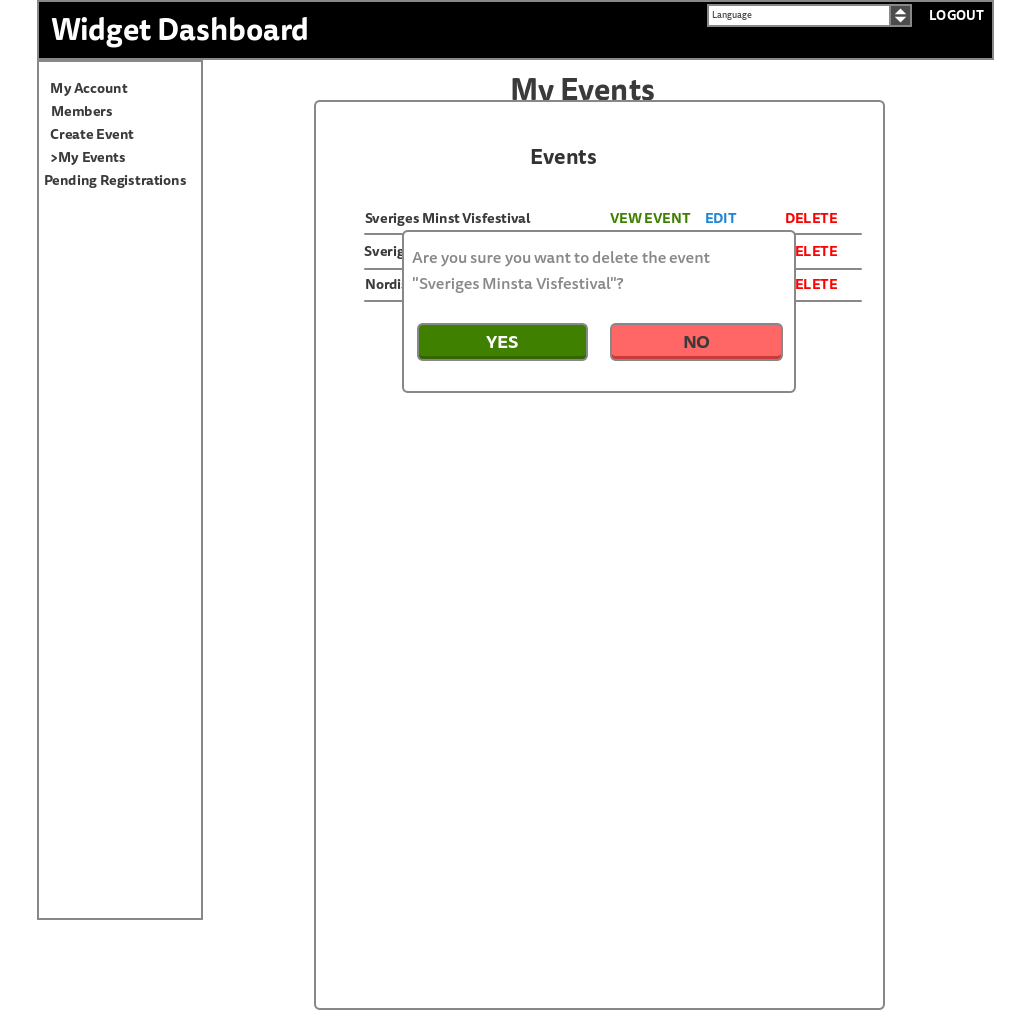 Widget Dashboard
Language
LOGOUT
My Account
Members
Create Event
>My Events
Pending Registrations
My Events
Events
Sveriges Minst Visfestival VEW EVENT EDIT DELETE
Sverig ELETE
Nordi ELETE
Are you sure you want to delete the event
"Sveriges Minsta Visfestival"?
YES NO